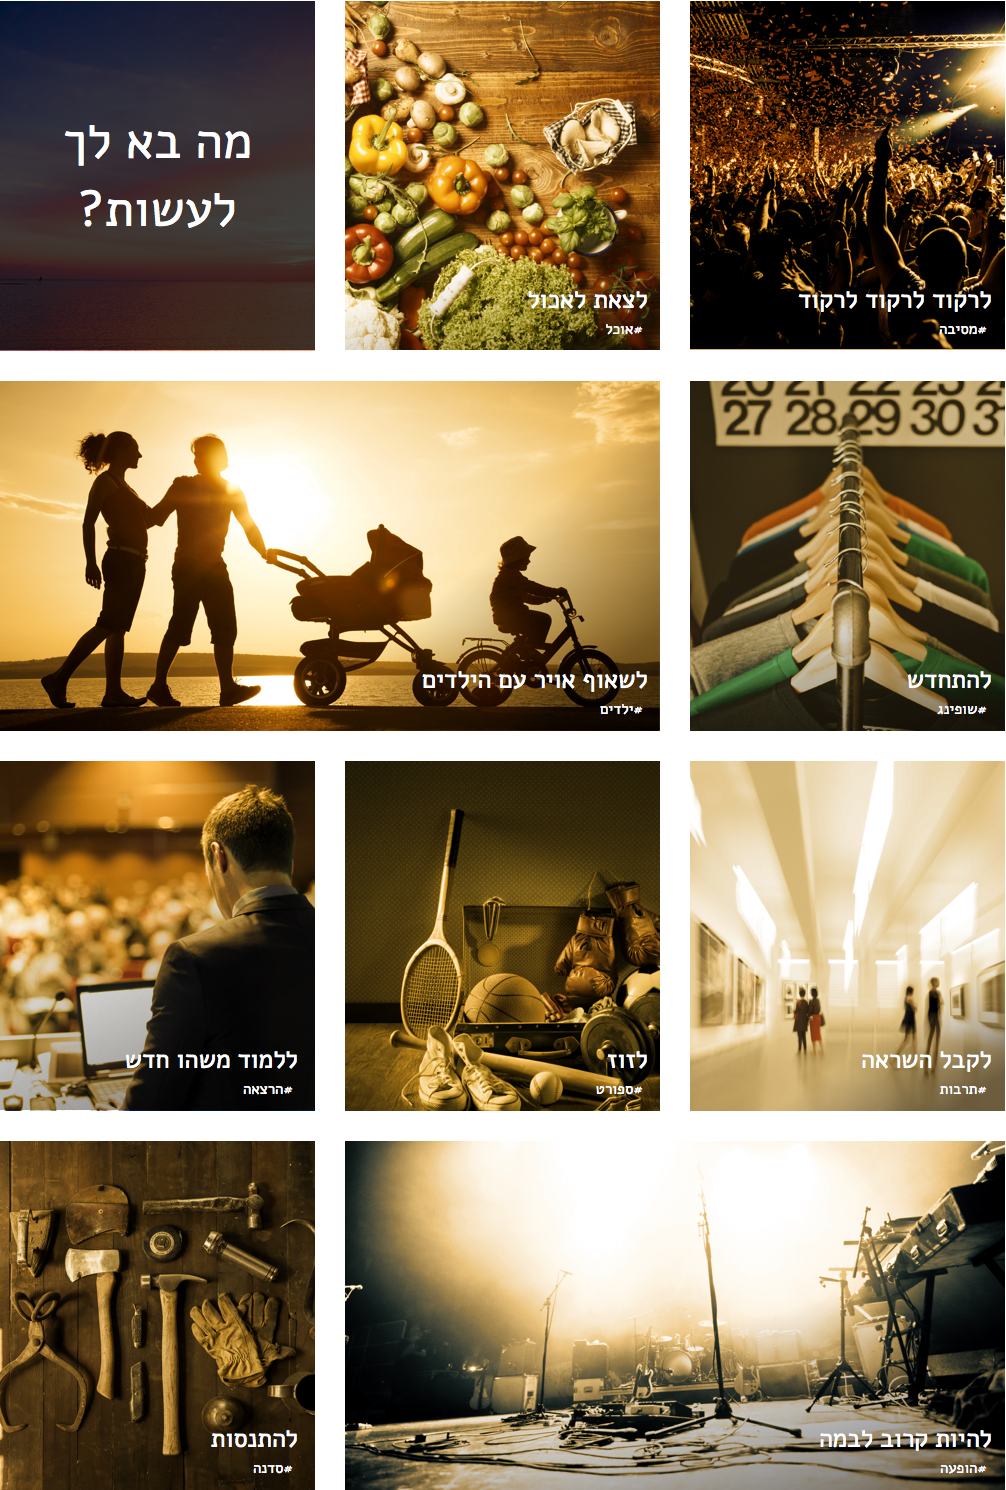 מה בא לך
לעשות?
לרקוד לרקוד לרקוד
#מסיבה
לצאת לאכול
#אוכל
20 21 22 23 2
27 28 29 30 31
להתחדש
#שופינג
לשאוף אויר עם הילדים
#ילדים
לקבל השראה
#תרבות
לזוז
#ספורט
ללמוד משהו חדש
#הרצאה
להיות קרוב לבמה
#הופעה
להתנסות
#סדנה